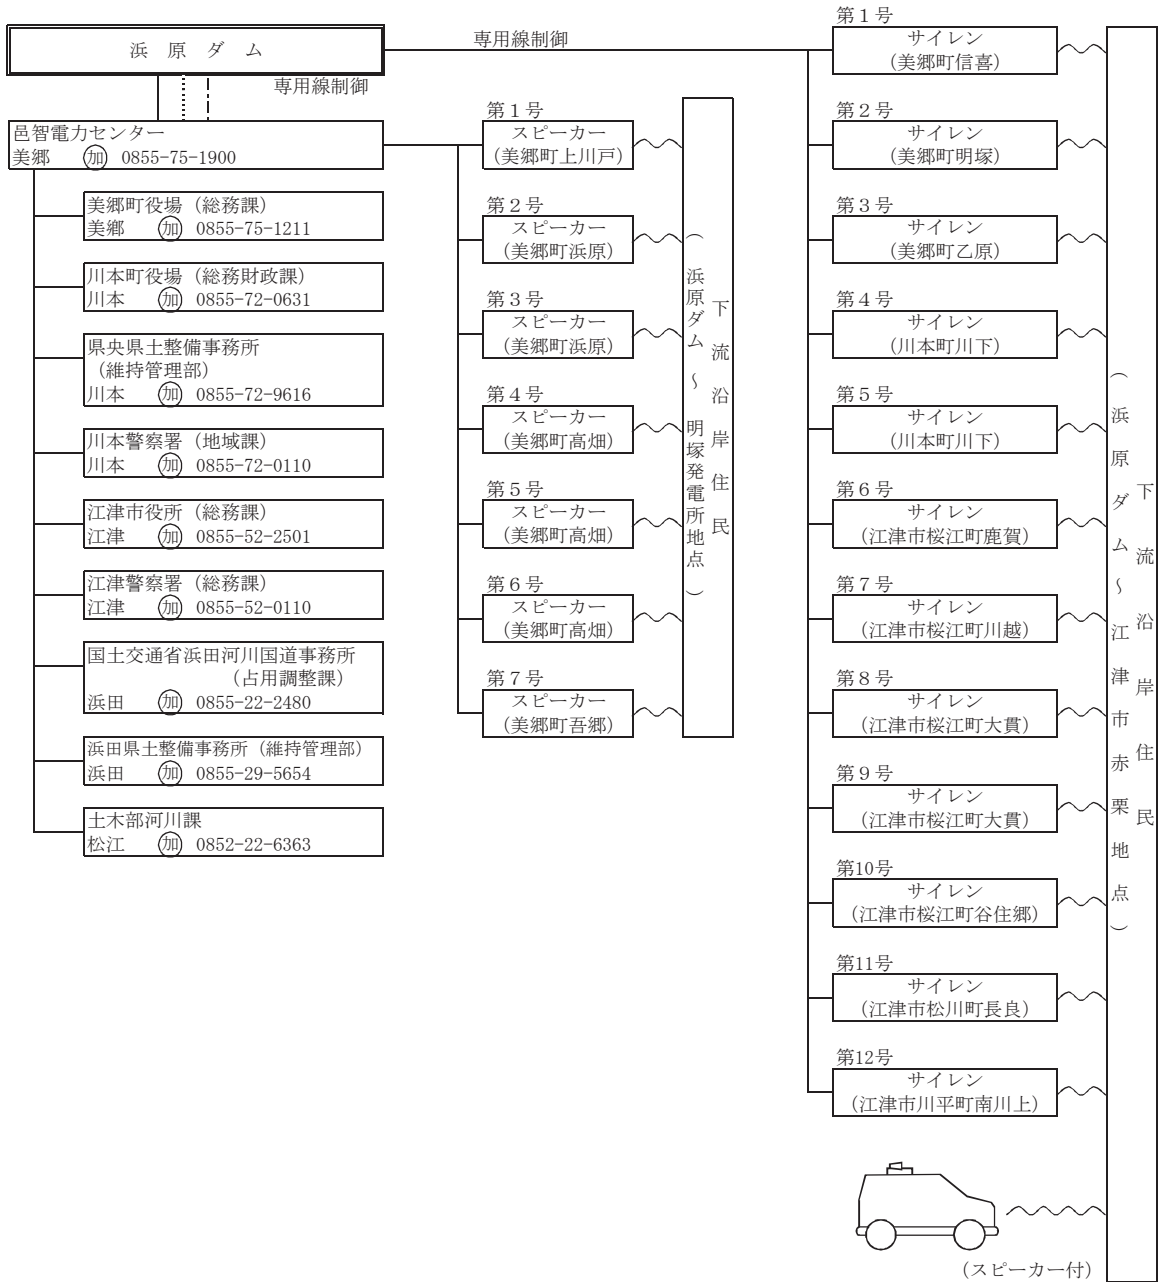 浜 原 ダ ム
専用線制御
専用線制御
邑智電力センター
美郷 加 0855-75-1900
美郷町役場（総務課）
美郷 加 0855-75-1211
川本町役場（総務財政課）
川本 加 0855-72-0631
県央県土整備事務所
（維持管理部）
川本 加 0855-72-9616
川本警察署（地域課）
川本 加 0855-72-0110
江津市役所（総務課）
江津 加 0855-52-2501
江津警察署（総務課）
江津 加 0855-52-0110
国土交通省浜田河川国道事務所
（占用調整課）
浜田 加 0855-22-2480
浜田県土整備事務所（維持管理部）
浜田 加 0855-29-5654
土木部河川課
松江 加 0852-22-6363
第１号
スピーカー
（美郷町上川戸）
第２号
スピーカー
（美郷町浜原）
第３号
スピーカー
（美郷町浜原）
第４号
スピーカー
（美郷町高畑）
第５号
スピーカー
（美郷町高畑）
第６号
スピーカー
（美郷町高畑）
第７号
スピーカー
（美郷町吾郷）
下流沿岸住民
（浜原ダム～明塚発電所地点）
第１号
サイレン
（美郷町信喜）
第２号
サイレン
（美郷町明塚）
第３号
サイレン
（美郷町乙原）
第４号
サイレン
（川本町川下）
第５号
サイレン
（川本町川下）
第６号
サイレン
（江津市桜江町鹿賀）
第７号
サイレン
（江津市桜江町川越）
第８号
サイレン
（江津市桜江町大貫）
第９号
サイレン
（江津市桜江町大貫）
第10号
サイレン
（江津市桜江町谷住郷）
第11号
サイレン
（江津市松川町長良）
第12号
サイレン
（江津市川平町南川上）
下流沿岸住民
（浜原ダム～江津市赤栗地点）
（スピーカー付）